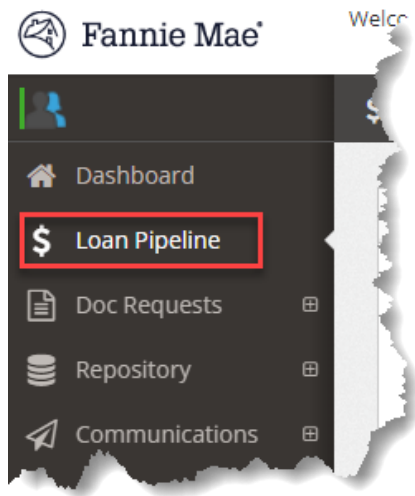 Fannie Mae®
$
Dashboard
$ Loan Pipeline
Doc Requests
Repository
Communications